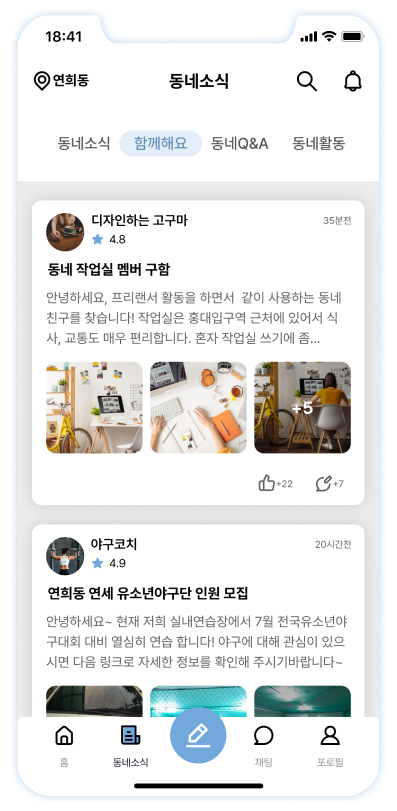 18:41
연희동
동네소식
동네소식 함께해요 동네Q&A 동네활동
디자인하는 고구마
35분전
4.8
동네 작업실 멤버 구함
안녕하세요, 프리랜서 활동을 하면서 같이 사용하는 동네
친구를 찾습니다! 작업실은 홍대입구역 근처에 있어서 식
사, 교통도 매우 편리합니다. 혼자 작업실 쓰기에 좀...
+5
+22 +7
야구코치
20시간전
4.9
연희동 연세 유소년야구단 인원 모집
안녕하세요~ 현재 저희 실내연습장에서 7월 전국유소년야
구대회 대비 열심히 연습 합니다! 야구에 대해 관심이 있으
시면 다음 링크로 자세한 정보를 확인해 주시기바랍니다~
홈 동네소식 채팅 포로필